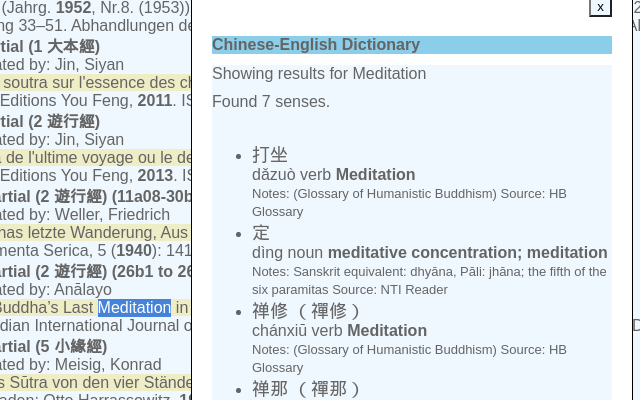 (Jahrg. 1952, Nr.8. (1953))
ng 33–51. Abhandlungen de
rtial (1 大本經)
ated by: Jin, Siyan
soutra sur l'essence des ch
Editions You Feng, 2011. IS
rtial (2 遊行經)
ated by: Jin, Siyan
de l'ultime voyage ou le de
Editions You Feng, 2013. IS
artial (2 遊行經) (11a08-30b
ated by: Weller, Friedrich
has letzte Wanderung, Aus
menta Serica, 5 (1940): 141
artial (2 遊行經) (26b1 to 26
ated by: Anālayo
Buddha's Last Meditation in
dian International Journal o
artial (5 小緣經)
ated by: Meisig, Konrad
s Sūtra von den vier Stände
aden: Otto Harrassowitz, 19
x
Chinese-English Dictionary
Showing results for Meditation
Found 7 senses.
• 打坐
dǎzuò verb Meditation
Notes: (Glossary of Humanistic Buddhism) Source: HB
Glossary
• 定
dìng noun meditative concentration; meditation
Notes: Sanskrit equivalent: dhyāna, Pāli: jhāna; the fifth of the
six paramitas Source: NTI Reader
• 禅修（禪修）
chánxiū verb Meditation
Notes: (Glossary of Humanistic Buddhism) Source: HB
Glossary
• 禅那（禪那）